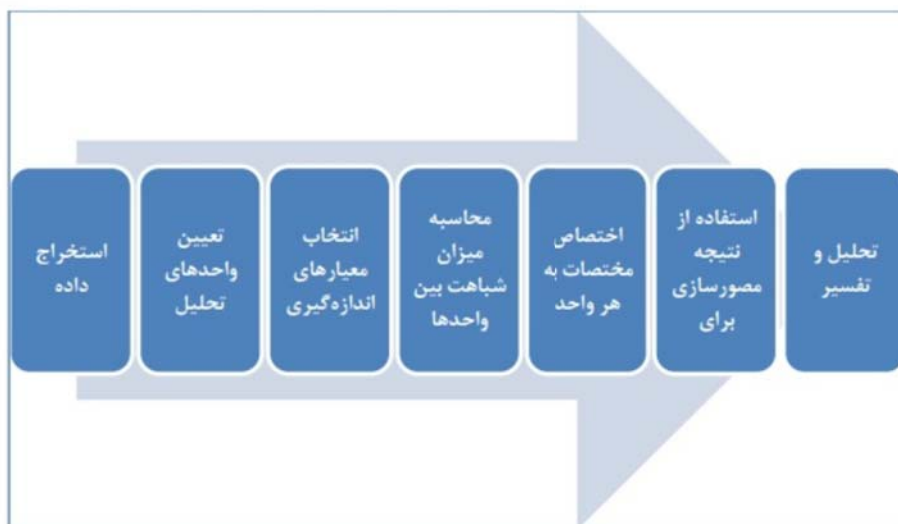 استخراج
داده
تعیین
واحدهای
تحلیل
انتخاب
معیارهای
اندازه‌گیری
محاسبه
میزان
شباهت بین
واحدها
اختصاص
مختصات به
هر واحد
استفاده از
نتیجه
مصورسازی
برای
تحلیل و
تفسیر